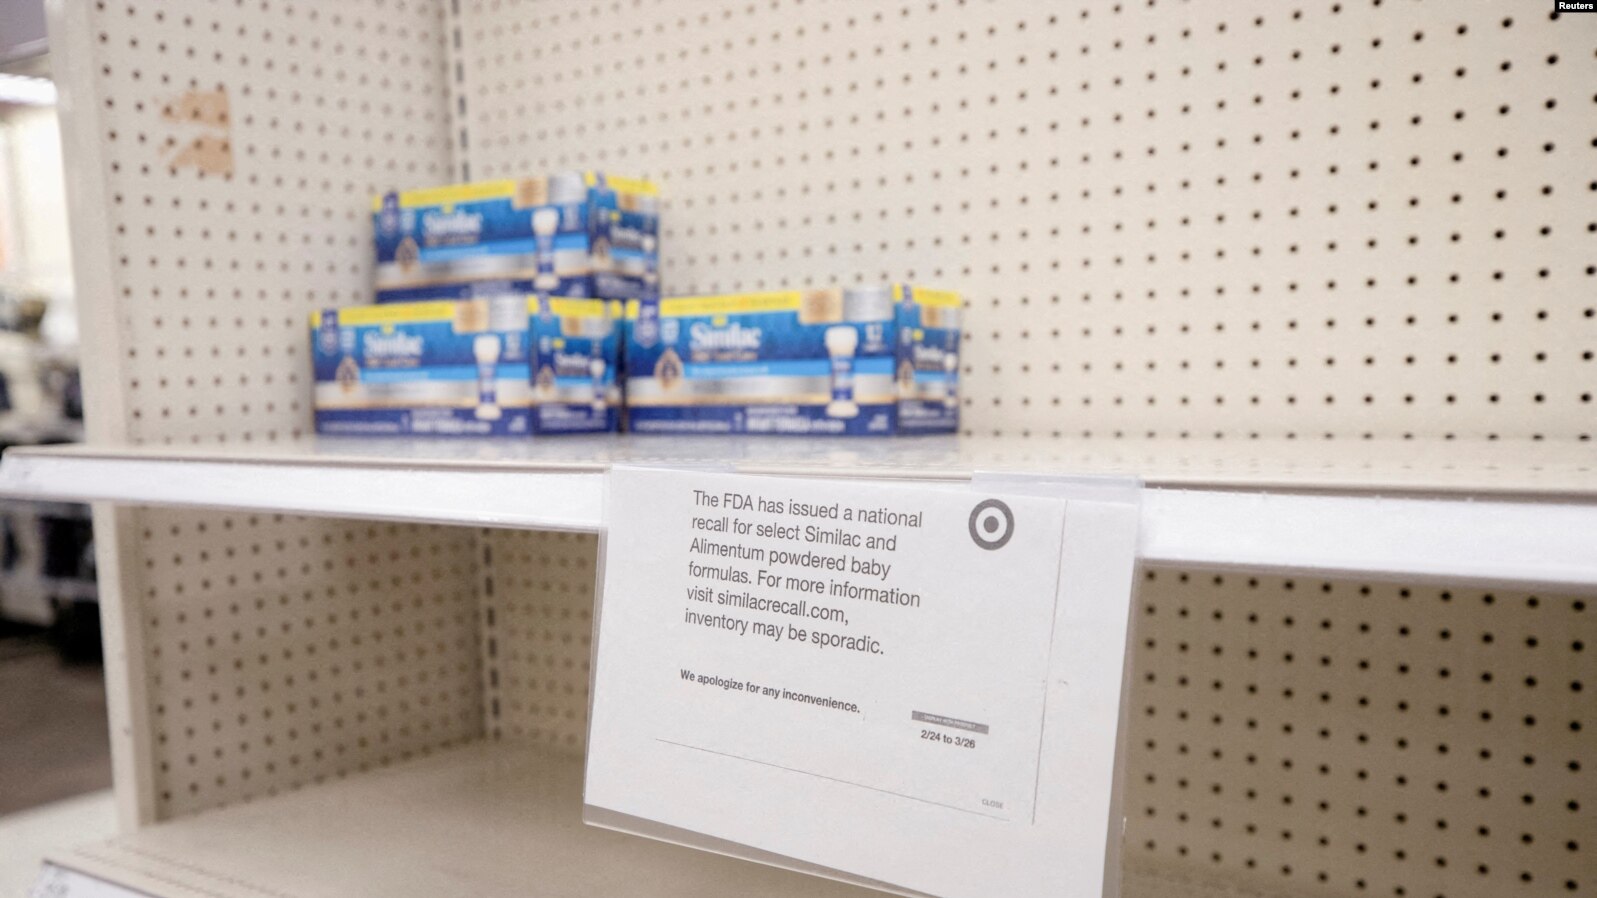 Reuters
Similac
Similac
Similac
The FDA has issued a national
recall for select Similac and
Alimentum powdered baby
formulas. For more information
visit similacrecall.com,
inventory may be sporadic.
We apologize for any inconvenience.
2/24 to 3/26
CLOSE